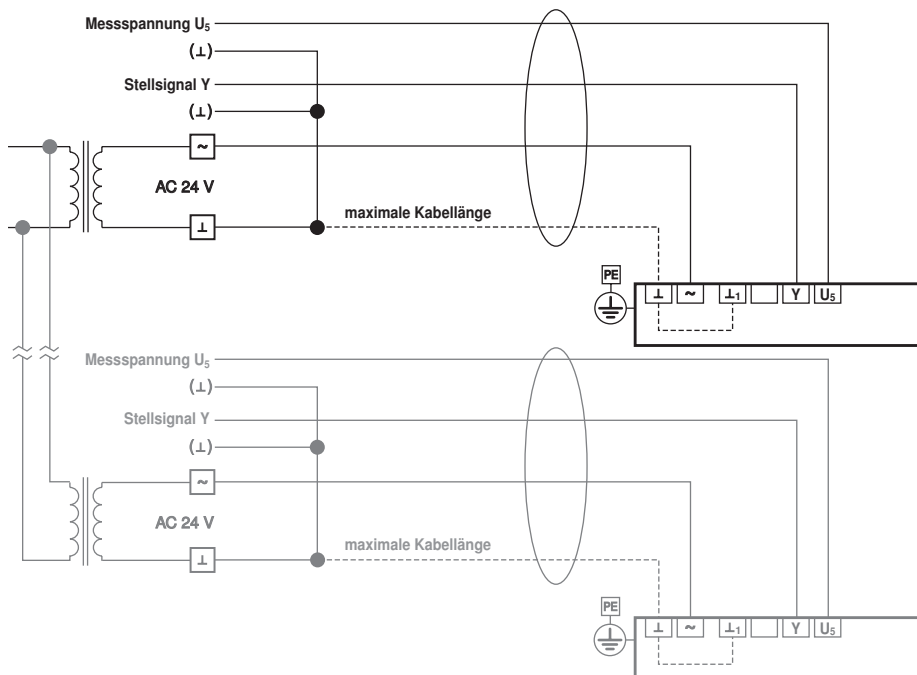 Messspannung U₅
(⊥)
Stellsignal Y
(⊥)
~
AC 24 V
⊥
maximale Kabellänge
PE
⊥ ~ ⊥₁ Y U₅
Messspannung U₅
(⊥)
Stellsignal Y
(⊥)
~
AC 24 V
⊥
maximale Kabellänge
PE
⊥ ~ ⊥₁ Y U₅